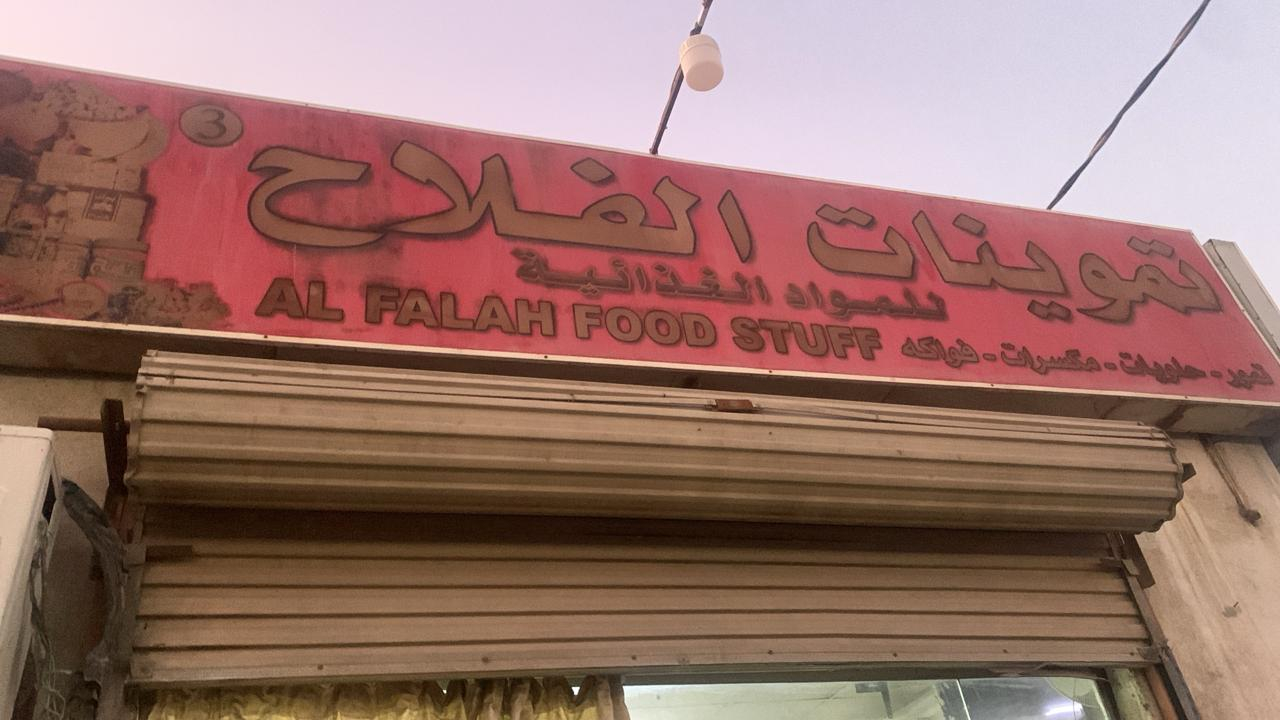 تموينات الفلاح
3
للمواد الغذائية
AL FALAH FOOD STUFF
تمور - حلويات - مكسرات - فواكه